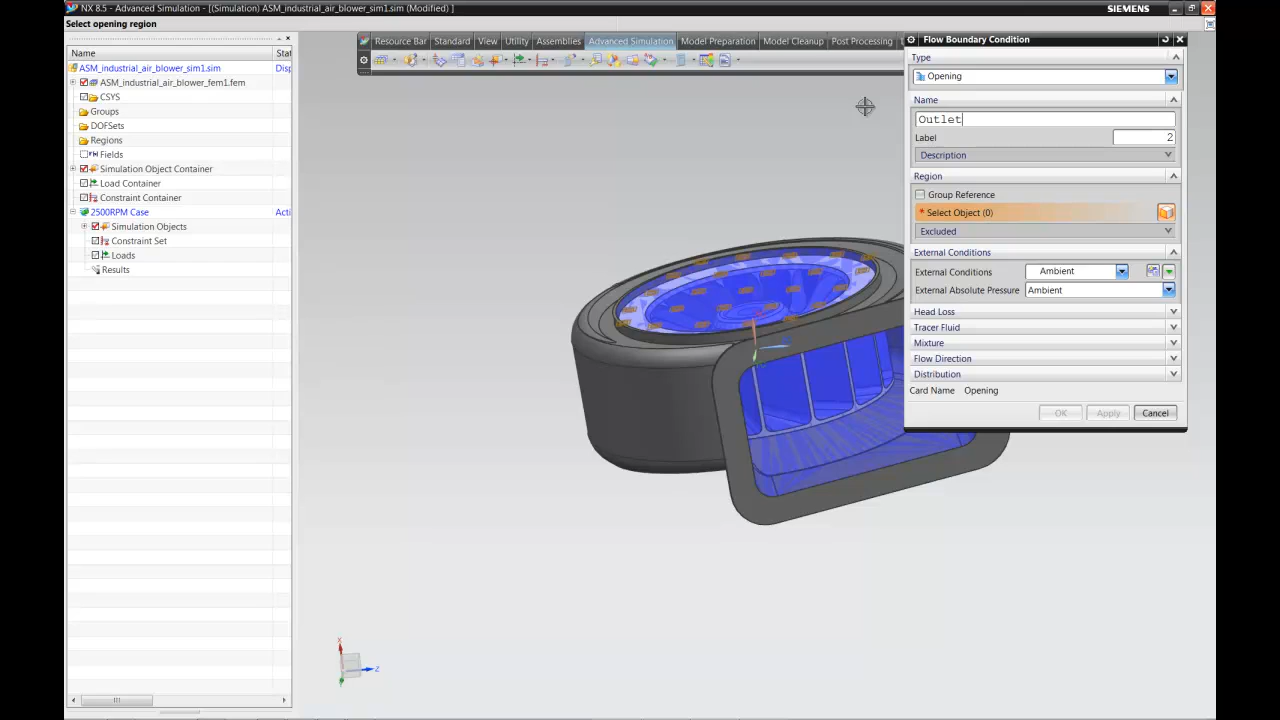 NX 8.5 - Advanced Simulation - [(Simulation) ASM_industrial_air_blower_sim1.sim (Modified) ]
SIEMENS
Select opening region
Name
Stat
ASM_industrial_air_blower_sim1.sim
Disp
ASM_industrial_air_blower_fem1.fem
CSYS
Groups
DOFSets
Regions
Fields
Simulation Object Container
Load Container
Constraint Container
2500RPM Case
Acti
Simulation Objects
Constraint Set
Loads
Results
Resource Bar
Standard
View
Utility
Assemblies
Advanced Simulation
Model Preparation
Model Cleanup
Post Processing
Flow Boundary Condition
Type
Opening
Name
Outlet
Label
2
Description
Region
Group Reference
* Select Object (0)
Excluded
External Conditions
External Conditions
Ambient
External Absolute Pressure
Ambient
Head Loss
Tracer Fluid
Mixture
Flow Direction
Distribution
Card Name Opening
OK
Apply
Cancel
X
Z